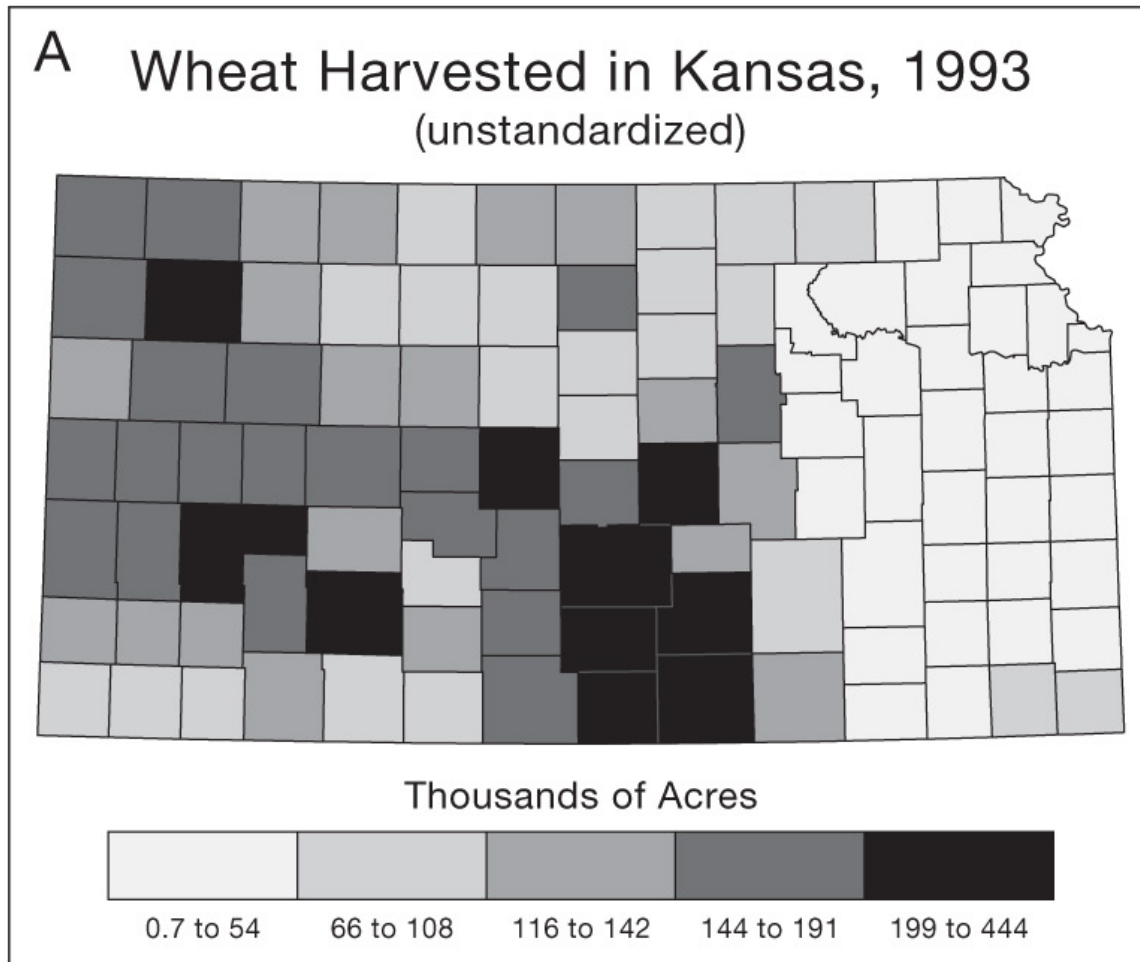 A
Wheat Harvested in Kansas, 1993
(unstandardized)
Thousands of Acres
0.7 to 54
66 to 108
116 to 142
144 to 191
199 to 444